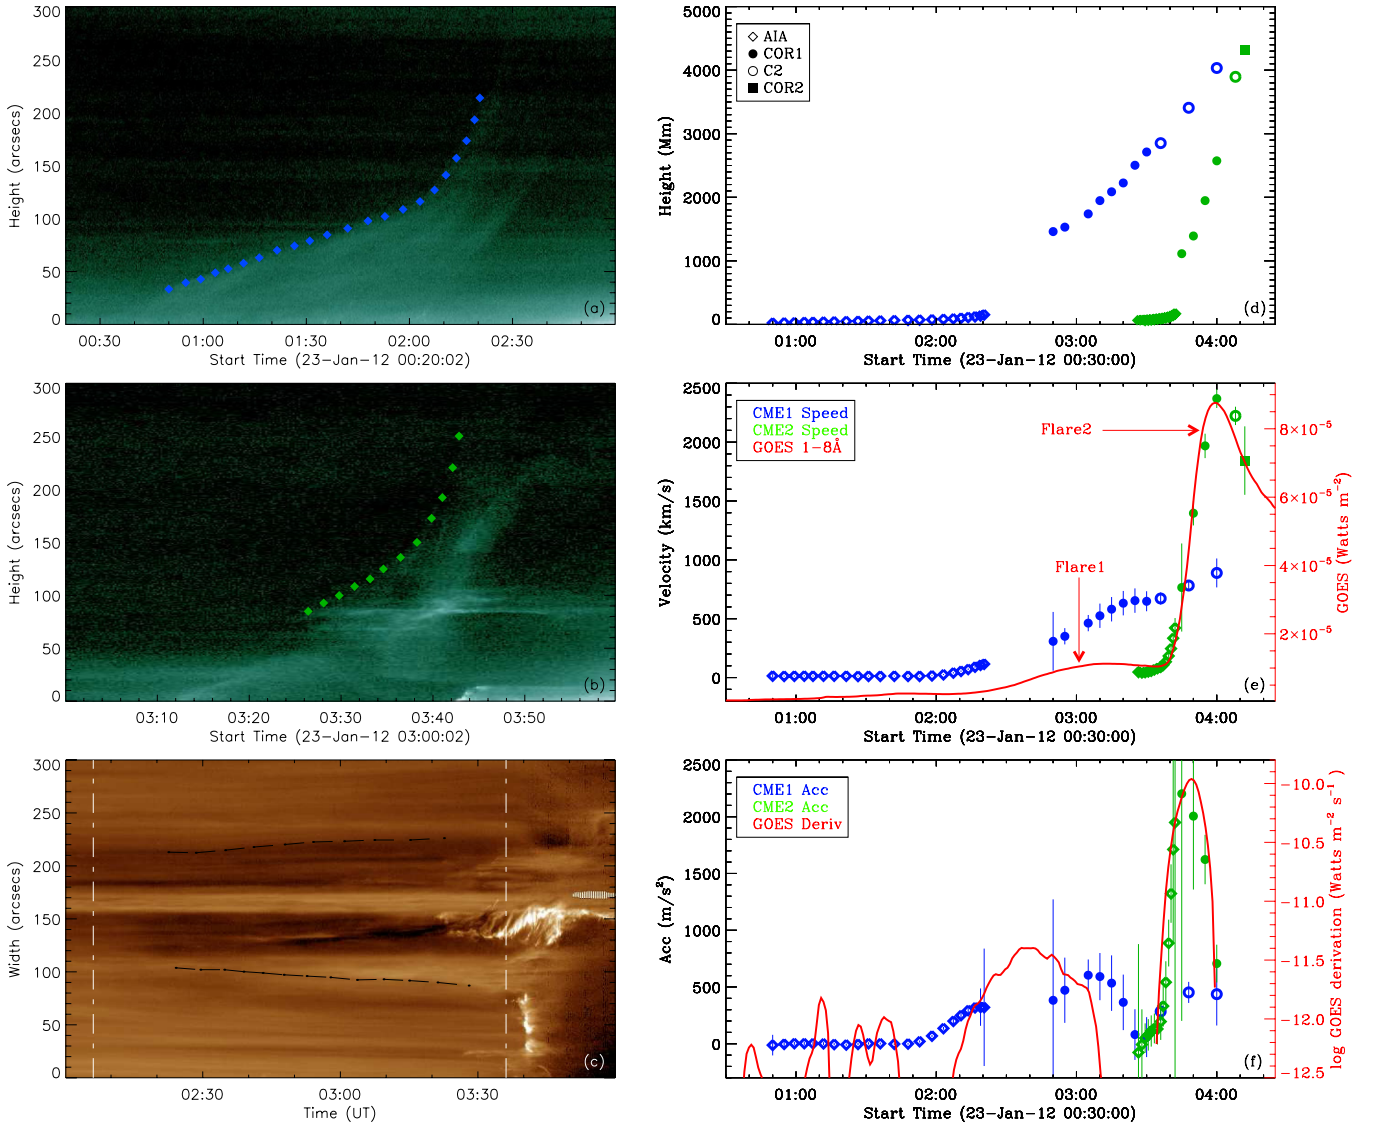 300
250
200
150
100
50
0
Height (arcsecs)
(a)
00:30
01:00
01:30
02:00
02:30
Start Time (23-Jan-12 00:20:02)
5000
4000
3000
2000
1000
0
Height (Mm)
AIA
COR1
C2
COR2
(d)
01:00
02:00
03:00
04:00
Start Time (23-Jan-12 00:30:00)
300
250
200
150
100
50
0
Height (arcsecs)
(b)
03:10
03:20
03:30
03:40
03:50
Start Time (23-Jan-12 03:00:02)
2500
2000
1500
1000
500
0
Velocity (km/s)
CME1 Speed
CME2 Speed
GOES 1-8Å
Flare2
Flare1
8×10⁻⁵
6×10⁻⁵
4×10⁻⁵
2×10⁻⁵
GOES (Watts m⁻²)
(e)
01:00
02:00
03:00
04:00
Start Time (23-Jan-12 00:30:00)
300
250
200
150
100
50
0
Width (arcsecs)
(c)
02:30
03:00
03:30
Time (UT)
2500
2000
1500
1000
500
0
Acc (m/s²)
CME1 Acc
CME2 Acc
GOES Deriv
-10.0
-10.5
-11.0
-11.5
-12.0
-12.5
log GOES derivation (Watts m⁻² s⁻¹)
(f)
01:00
02:00
03:00
04:00
Start Time (23-Jan-12 00:30:00)